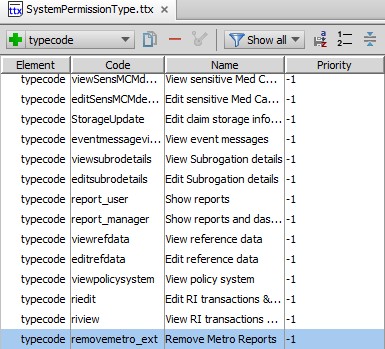 SystemPermissionType.ttx
typecode Show all
Element Code Name Priority
typecode viewSensMCMde... View sensitive Med C... -1
typecode editSensMCMde... Edit sensitive Med Ca... -1
typecode StorageUpdate Edit claim storage info... -1
typecode eventmessagevi... View event messages -1
typecode viewsubrodetails View Subrogation details -1
typecode editsubrodetails Edit Subrogation details -1
typecode report_user Show reports -1
typecode report_manager Show reports and das... -1
typecode viewrefdata View reference data -1
typecode editrefdata Edit reference data -1
typecode viewpolicysystem View policy system -1
typecode riedit Edit RI transactions &... -1
typecode riview View RI transactions ... -1
typecode removemetro_ext Remove Metro Reports -1